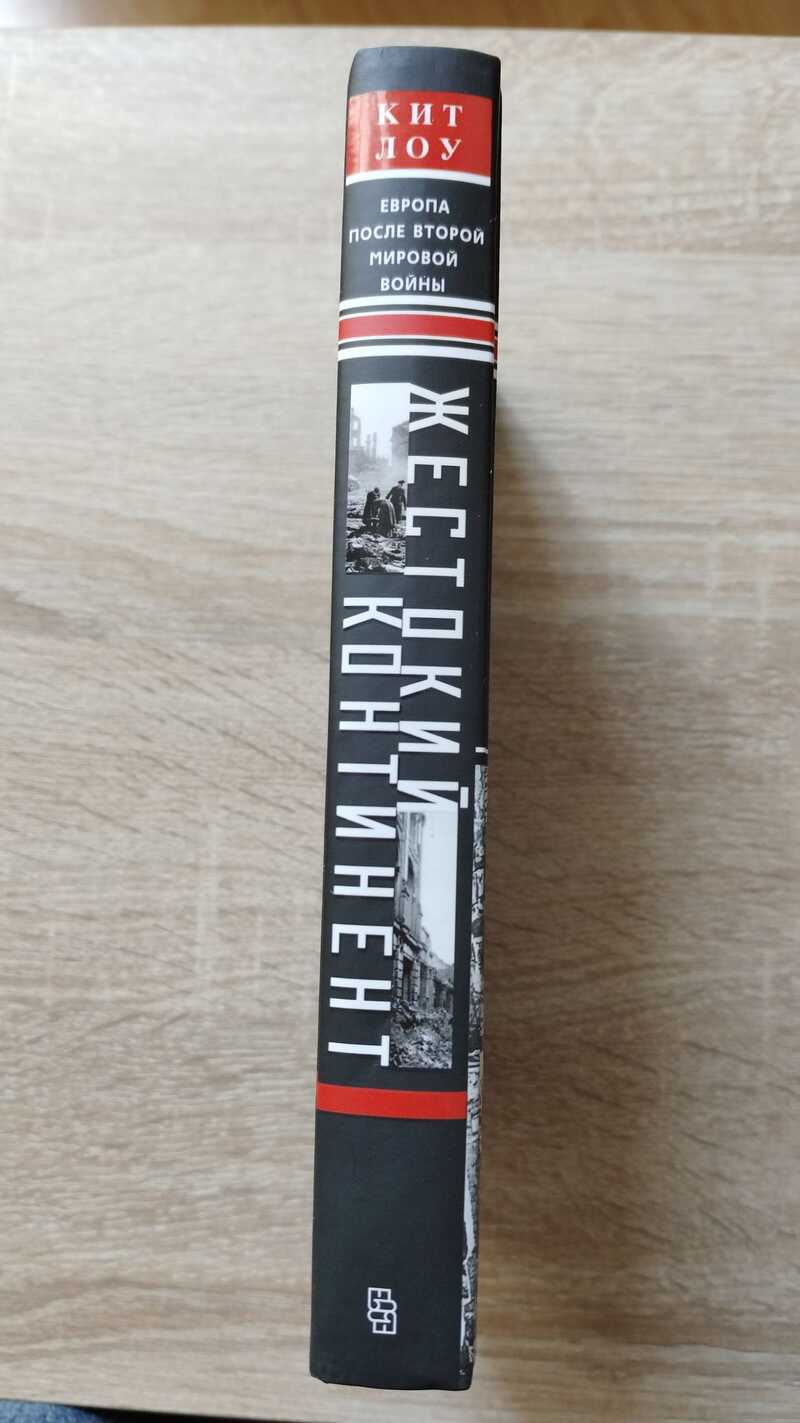 КИТ
ЛОУ
ЕВРОПА
ПОСЛЕ ВТОРОЙ
МИРОВОЙ
ВОЙНЫ
ЖЕСТОКИЙ
КОНТИНЕНТ